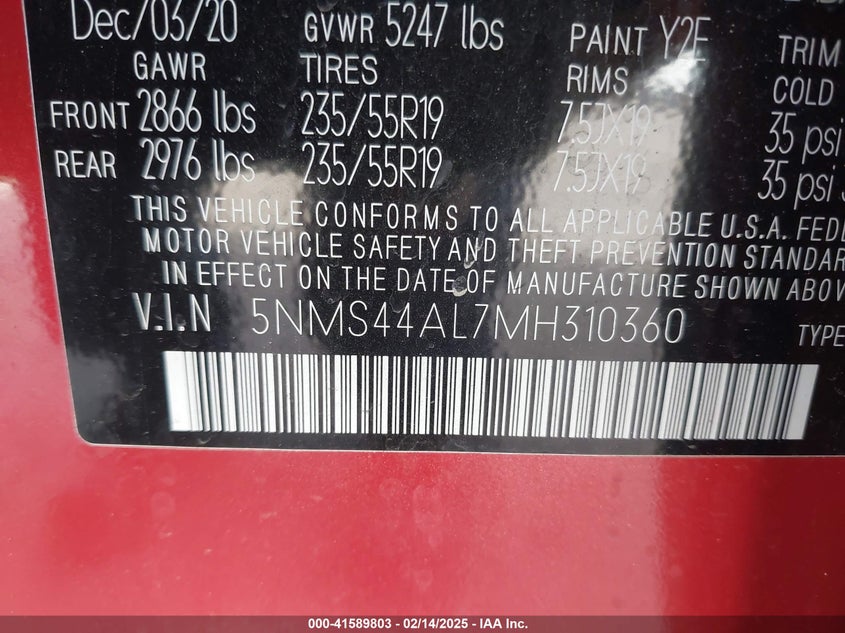 Dec/03/20 GVWR 5247 lbs PAINT Y2E TRIM
GAWR TIRES RIMS COLD
FRONT 2866 lbs 235/55R19 7.5JX19 35 psi
REAR 2976 lbs 235/55R19 7.5JX19 35 psi
THIS VEHICLE CONFORMS TO ALL APPLICABLE U.S.A. FEDE
MOTOR VEHICLE SAFETY AND THEFT PREVENTION STANDAR
IN EFFECT ON THE DATE OF MANUFACTURE SHOWN ABOV
V.I.N 5NMS44AL7MH310360 TYPE
000-41589803 - 02/14/2025 - IAA Inc.